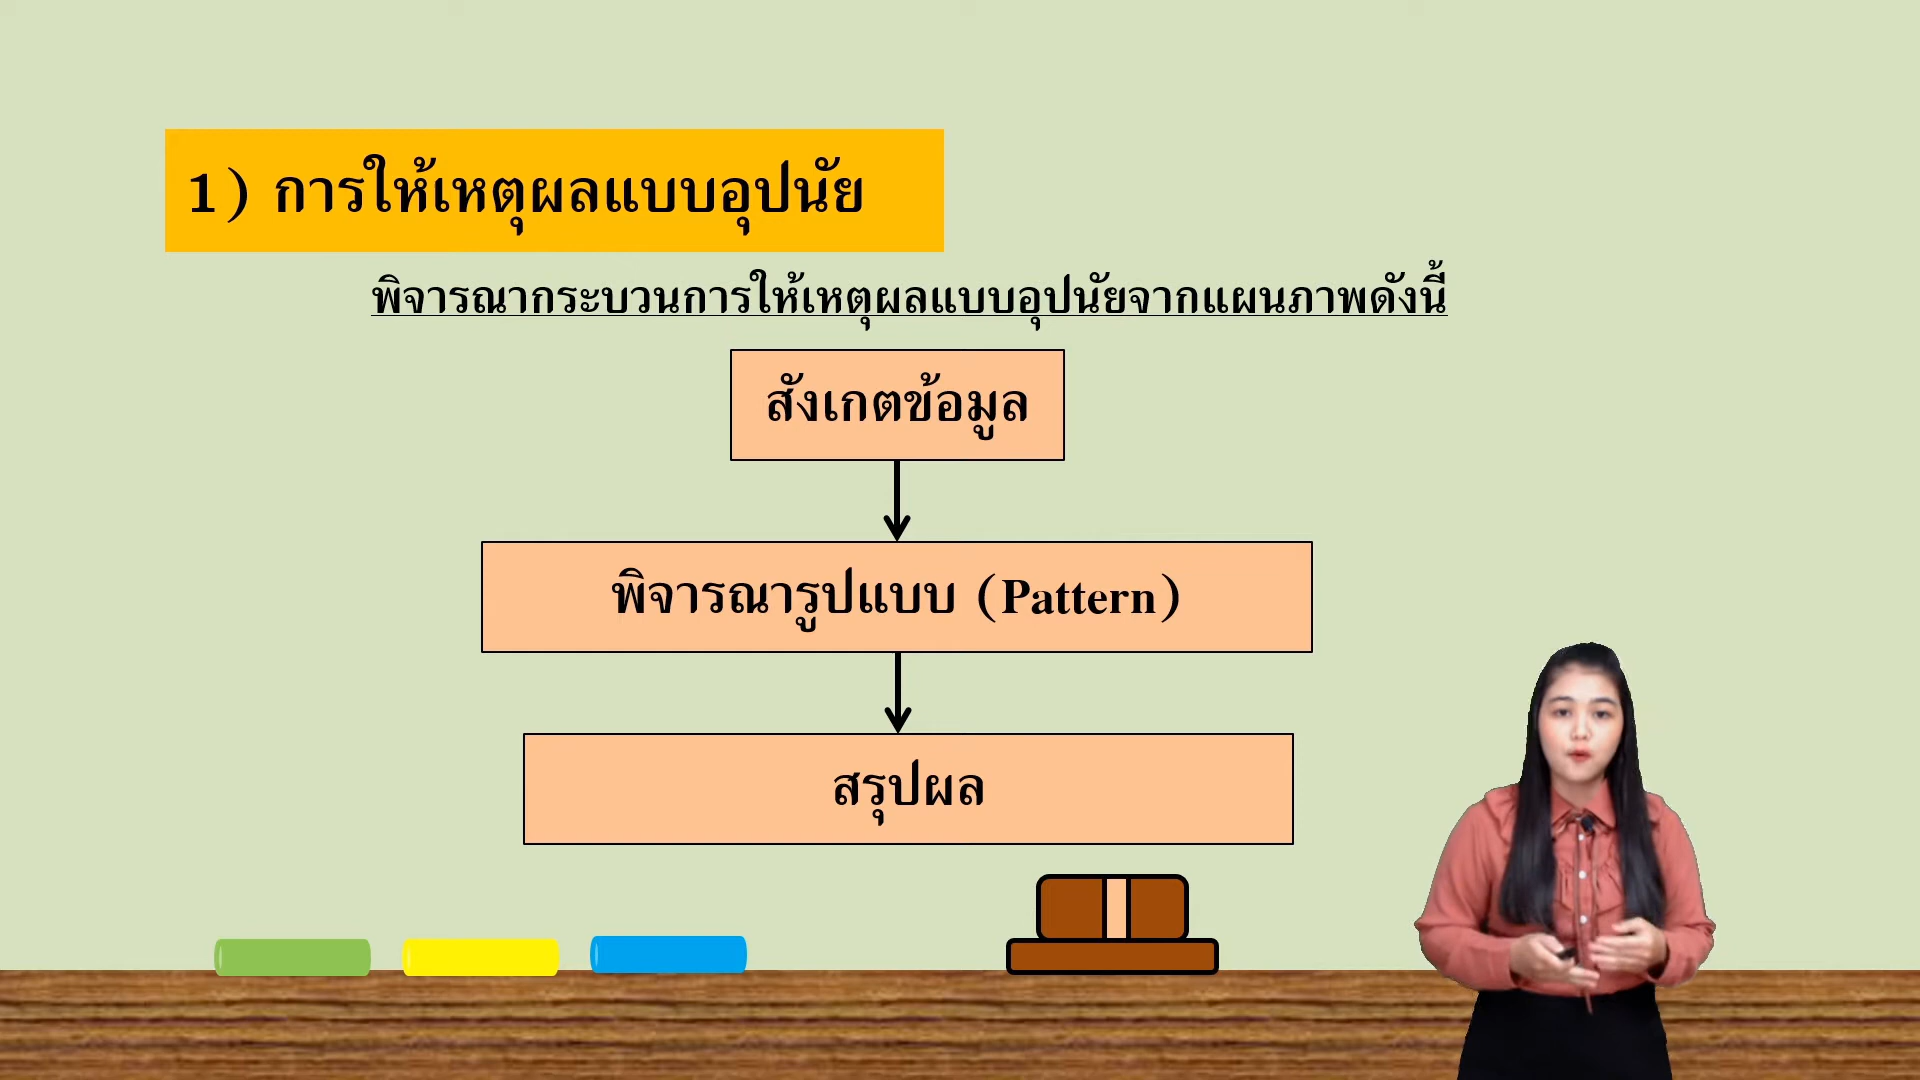 1) การให้เหตุผลแบบอุปนัย
พิจารณากระบวนการให้เหตุผลแบบอุปนัยจากแผนภาพดังนี้
สังเกตข้อมูล
พิจารณารูปแบบ (Pattern)
สรุปผล